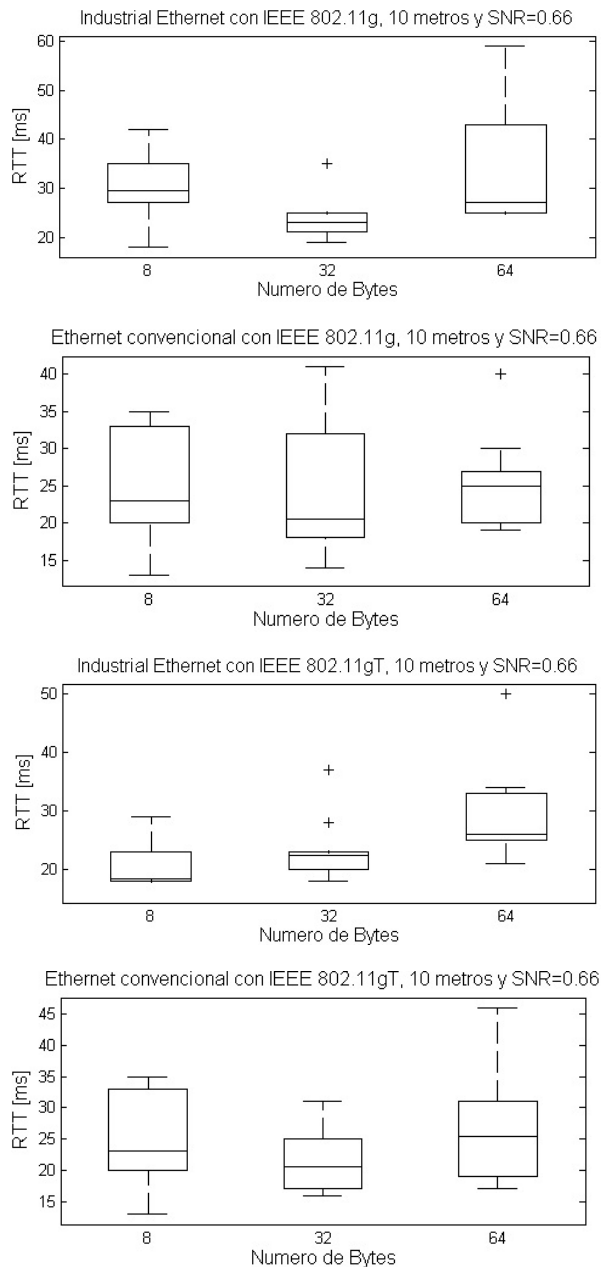 Industrial Ethernet con IEEE 802.11g, 10 metros y SNR=0.66
60
50
40
30
20
RTT [ms]
8 32 64
Numero de Bytes
Ethernet convencional con IEEE 802.11g, 10 metros y SNR=0.66
40
35
30
25
20
15
RTT [ms]
8 32 64
Numero de Bytes
Industrial Ethernet con IEEE 802.11gT, 10 metros y SNR=0.66
50
40
30
20
RTT [ms]
8 32 64
Numero de Bytes
Ethernet convencional con IEEE 802.11gT, 10 metros y SNR=0.66
45
40
35
30
25
20
15
RTT [ms]
8 32 64
Numero de Bytes